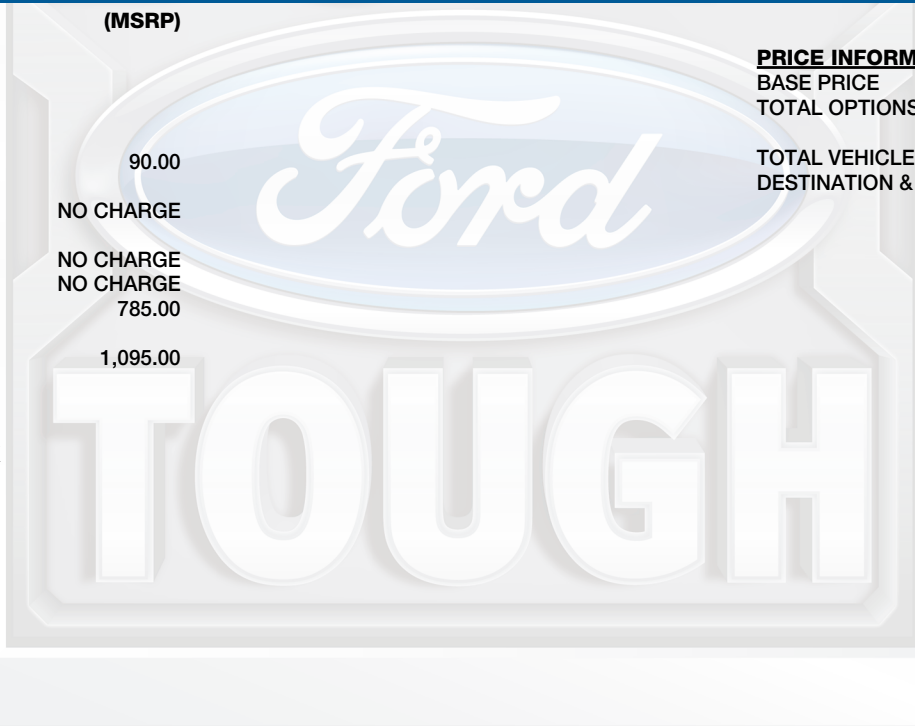 (MSRP)
90.00
NO CHARGE
NO CHARGE
NO CHARGE
785.00
1,095.00
PRICE INFORM
BASE PRICE
TOTAL OPTIONS
TOTAL VEHICLE
DESTINATION &
Ford
TOUGH